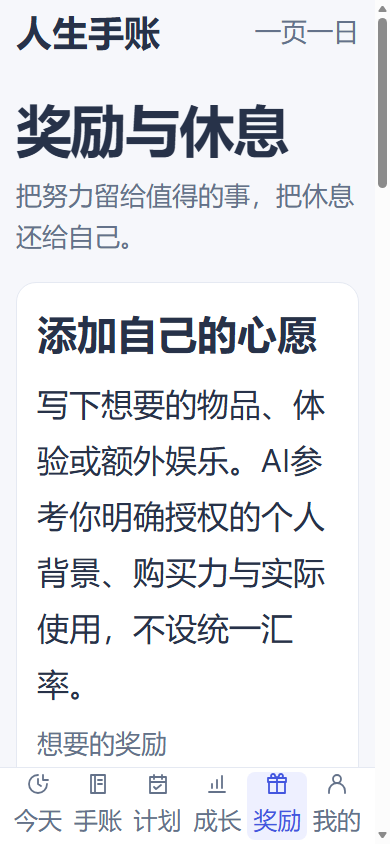 人生手账
一页一日
奖励与休息
把努力留给值得的事，把休息
还给自己。
添加自己的心愿
写下想要的物品、体
验或额外娱乐。AI参
考你明确授权的个人
背景、购买力与实际
使用，不设统一汇
率。
想要的奖励
今天
手账
计划
成长
奖励
我的